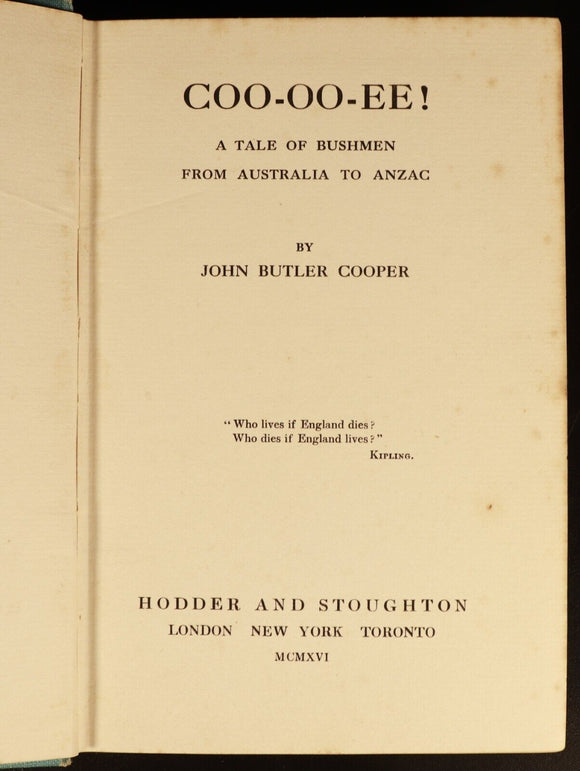 COO-OO-EE!
A TALE OF BUSHMEN
FROM AUSTRALIA TO ANZAC
BY
JOHN BUTLER COOPER
“Who lives if England dies?
Who dies if England lives?”
KIPLING.
HODDER AND STOUGHTON
LONDON NEW YORK TORONTO
MCMXVI